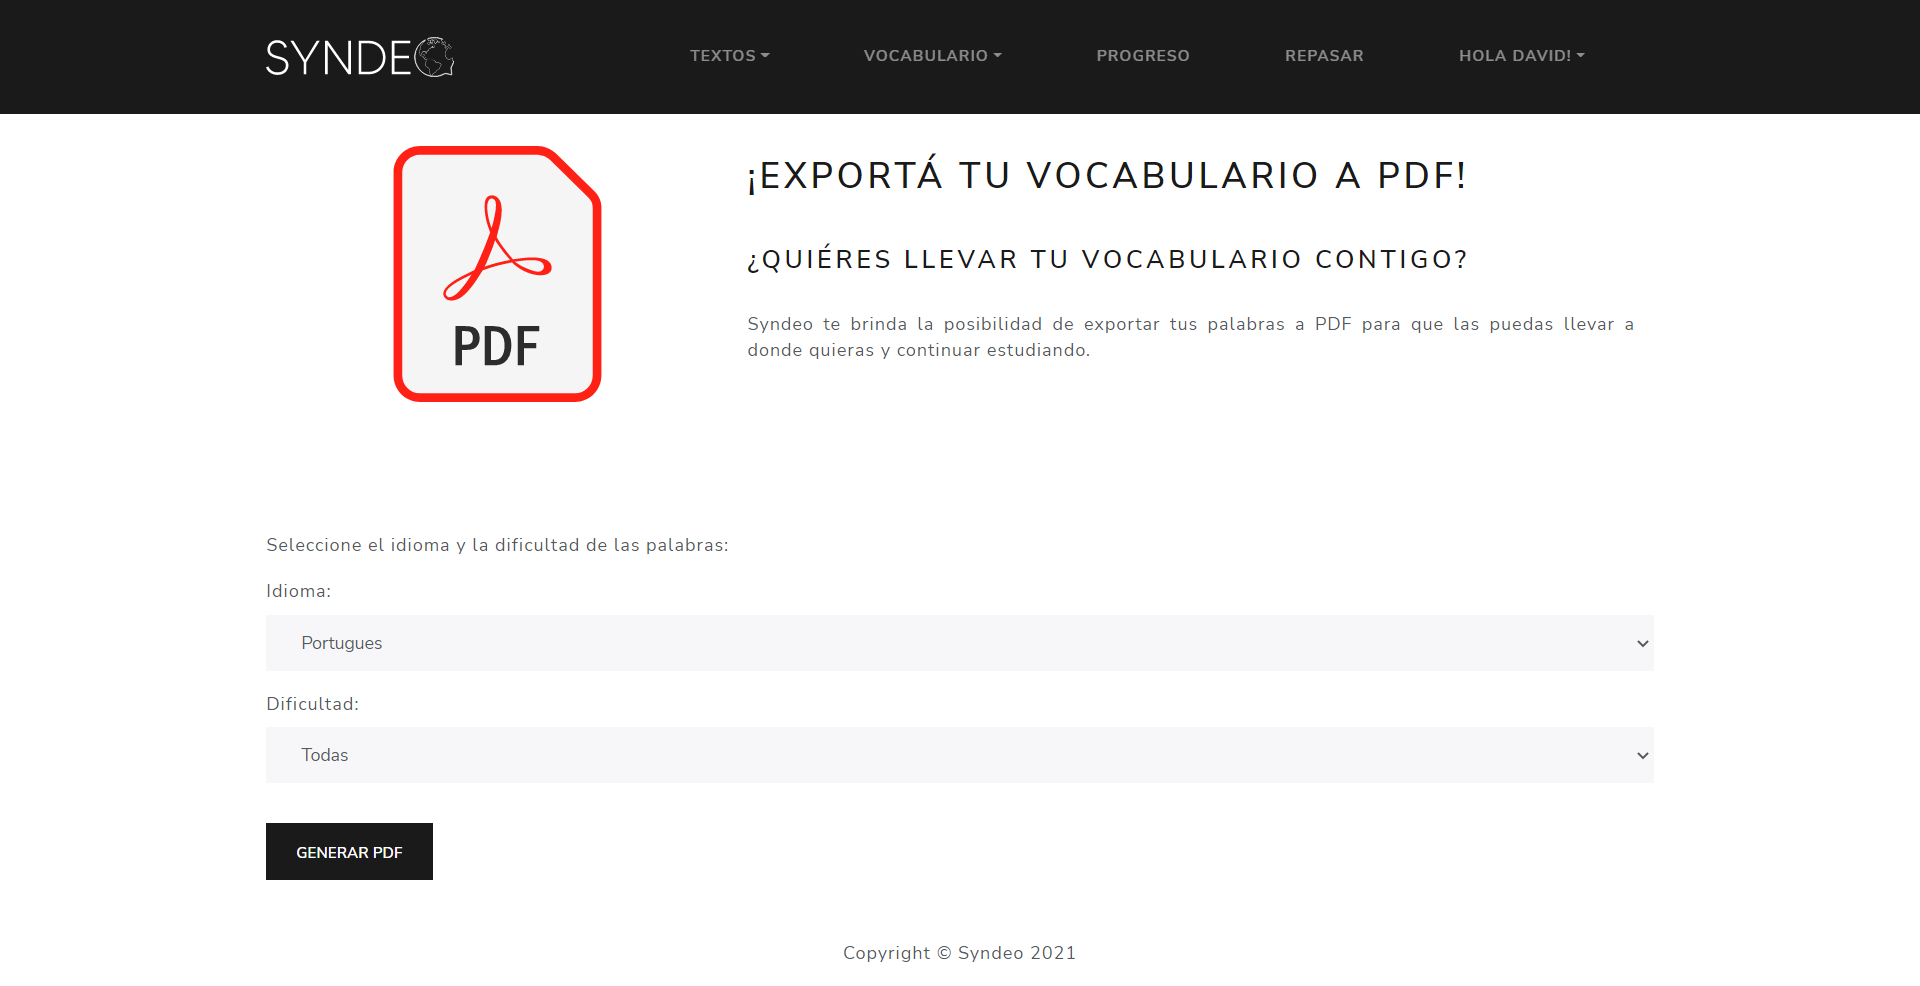 SYNDEO
TEXTOS
VOCABULARIO
PROGRESO
REPASAR
HOLA DAVID!
PDF
¡EXPORTÁ TU VOCABULARIO A PDF!
¿QUIÉRES LLEVAR TU VOCABULARIO CONTIGO?
Syndeo te brinda la posibilidad de exportar tus palabras a PDF para que las puedas llevar a
donde quieras y continuar estudiando.
Seleccione el idioma y la dificultad de las palabras:
Idioma:
Portugues
Dificultad:
Todas
GENERAR PDF
Copyright © Syndeo 2021